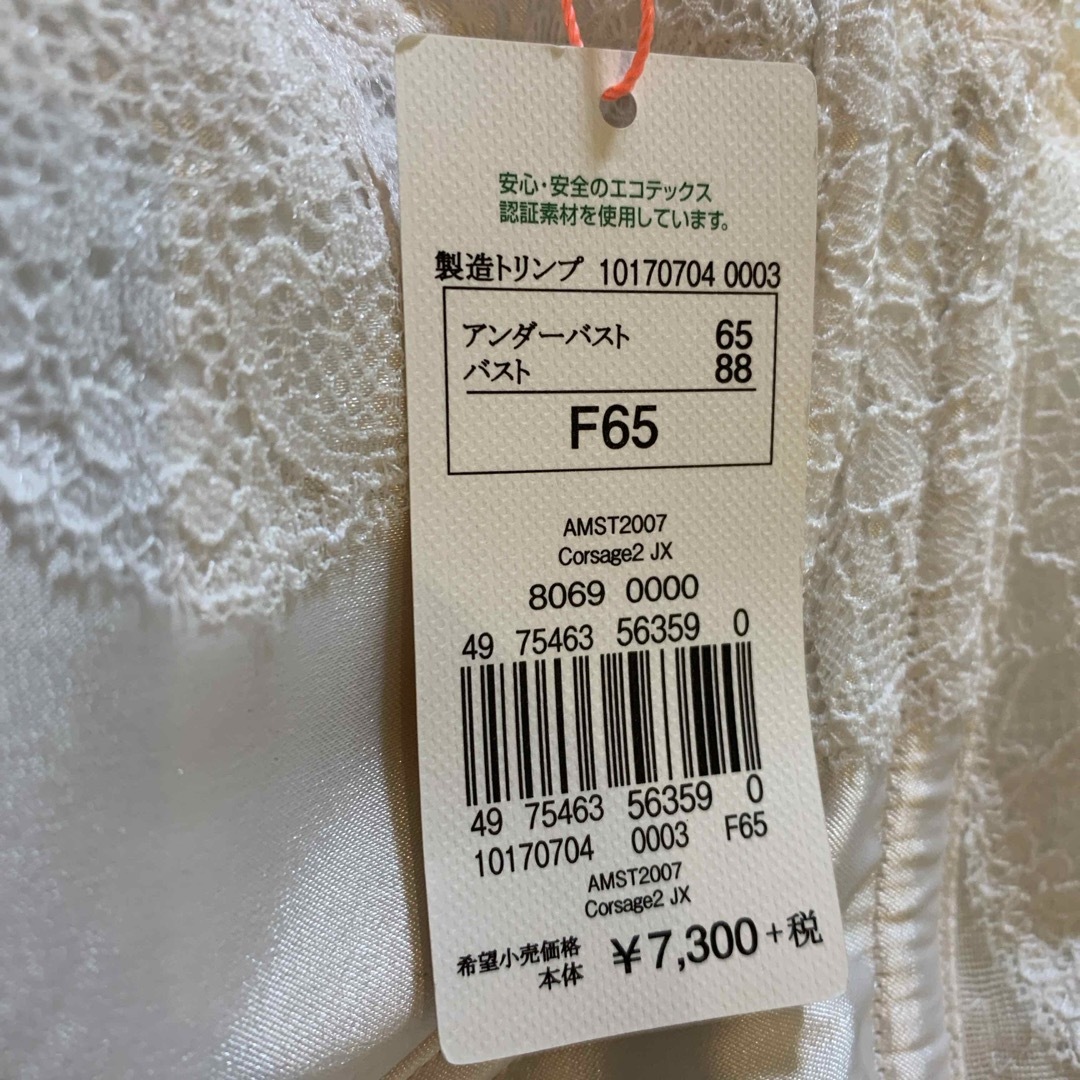 安心・安全のエコテックス
認証素材を使用しています。
製造トリンプ 10170704 0003
アンダーバスト 65
バスト 88
F65
AMST2007
Corsage2 JX
8069 0000
49 75463 56359 0
49 75463 56359 0
10170704 0003 F65
AMST2007
Corsage2 JX
希望小売価格
本体 ¥7,300+税